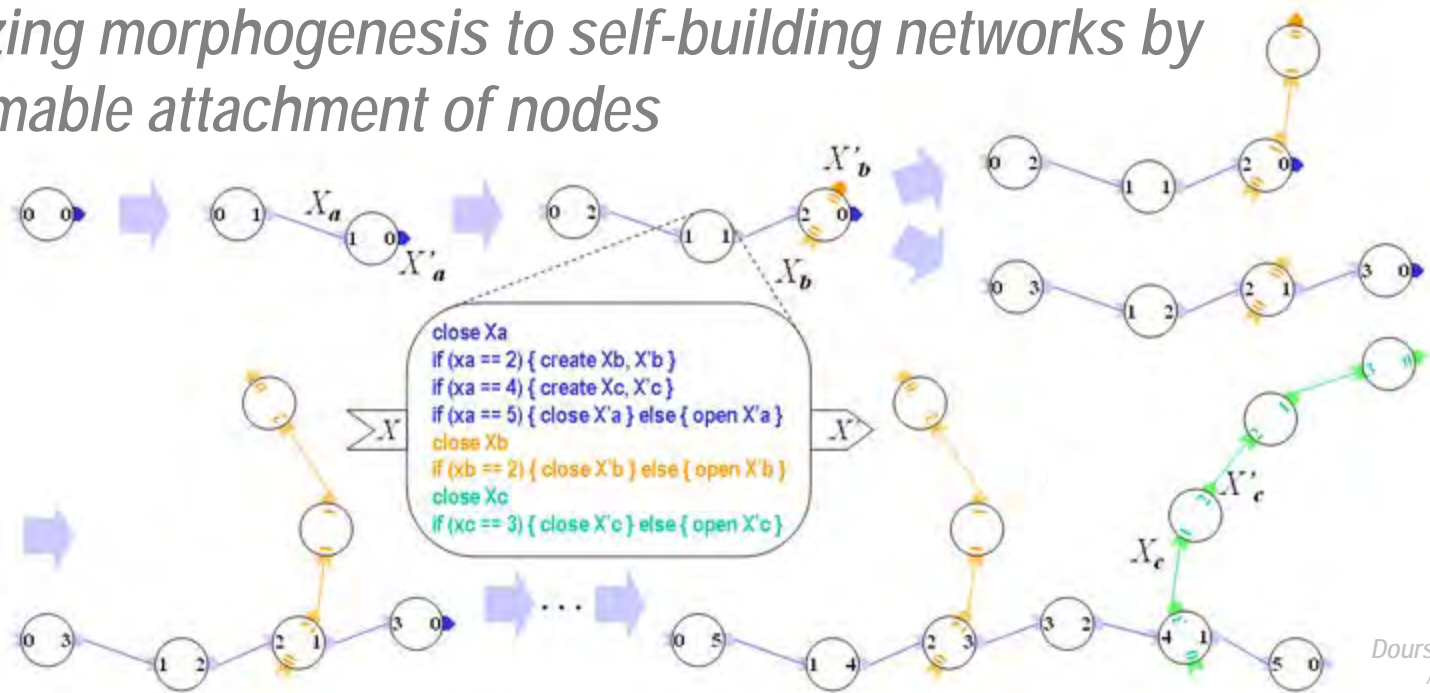 zing morphogenesis to self-building networks by
mable attachment of nodes
0 0
0 1 Xa 1 0 X'a
0 2 1 1 2 0 X'b Xb
0 2 1 1 2 0
0 3 1 2 2 1 3 0
close Xa
if (xa == 2) { create Xb, X'b }
if (xa == 4) { create Xc, X'c }
if (xa == 5) { close X'a } else { open X'a }
close Xb
if (xb == 2) { close X'b } else { open X'b }
close Xc
if (xc == 3) { close X'c } else { open X'c }
X X'
X'c
Xc
0 3 1 2 2 1 3 0
. . .
0 5 1 4 2 3 3 2 4 1 5 0
Dours